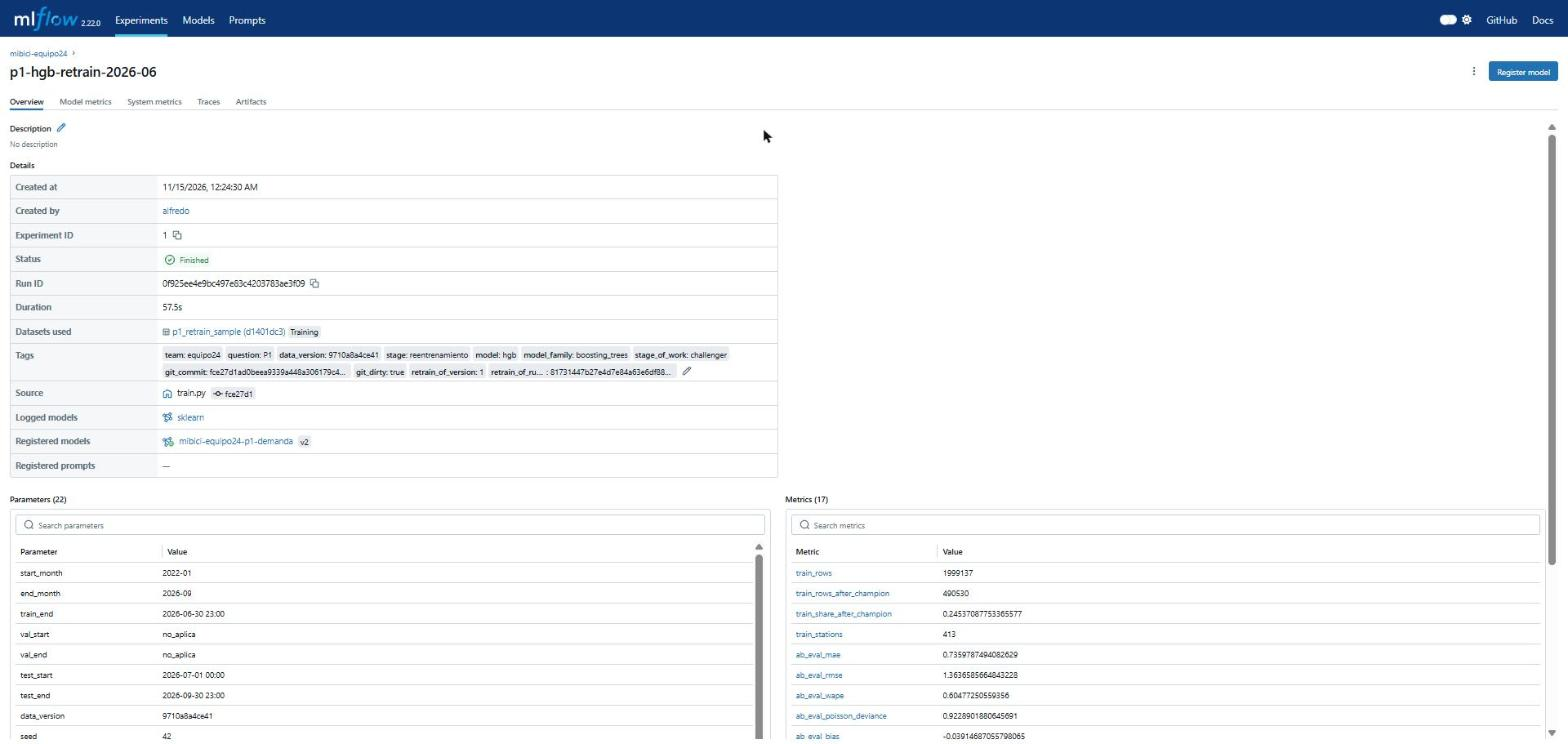 mlflow 2.22.0 Experiments Models Prompts GitHub Docs
mibici-equipo24 ›
p1-hgb-retrain-2026-06
Register model
Overview Model metrics System metrics Traces Artifacts
Description
No description
Details
Created at 11/15/2026, 12:24:30 AM
Created by alfredo
Experiment ID 1
Status Finished
Run ID 0f925ee4e9bc497e83c4203783ae3f09
Duration 57.5s
Datasets used p1_retrain_sample (d1401dc3) Training
Tags team: equipo24 question: P1 data_version: 9710a8a4ce41 stage: reentrenamiento model: hgb model_family: boosting_trees stage_of_work: challenger
git_commit: fce27d1ad0beea9339a448a306179c4... git_dirty: true retrain_of_version: 1 retrain_of_ru... : 81731447b27e4d7e84a63e6df88...
Source train.py fce27d1
Logged models sklearn
Registered models mibici-equipo24-p1-demanda v2
Registered prompts —
Parameters (22)
Search parameters
Parameter Value
start_month 2022-01
end_month 2026-09
train_end 2026-06-30 23:00
val_start no_aplica
val_end no_aplica
test_start 2026-07-01 00:00
test_end 2026-09-30 23:00
data_version 9710a8a4ce41
seed 42
Metrics (17)
Search metrics
Metric Value
train_rows 1999137
train_rows_after_champion 490530
train_share_after_champion 0.24537087753365577
train_stations 413
ab_eval_mae 0.7359787494082629
ab_eval_rmse 1.3636585664843228
ab_eval_wape 0.60477250559356
ab_eval_poisson_deviance 0.9228901880645691
ab_eval_bias -0.03914687055798065